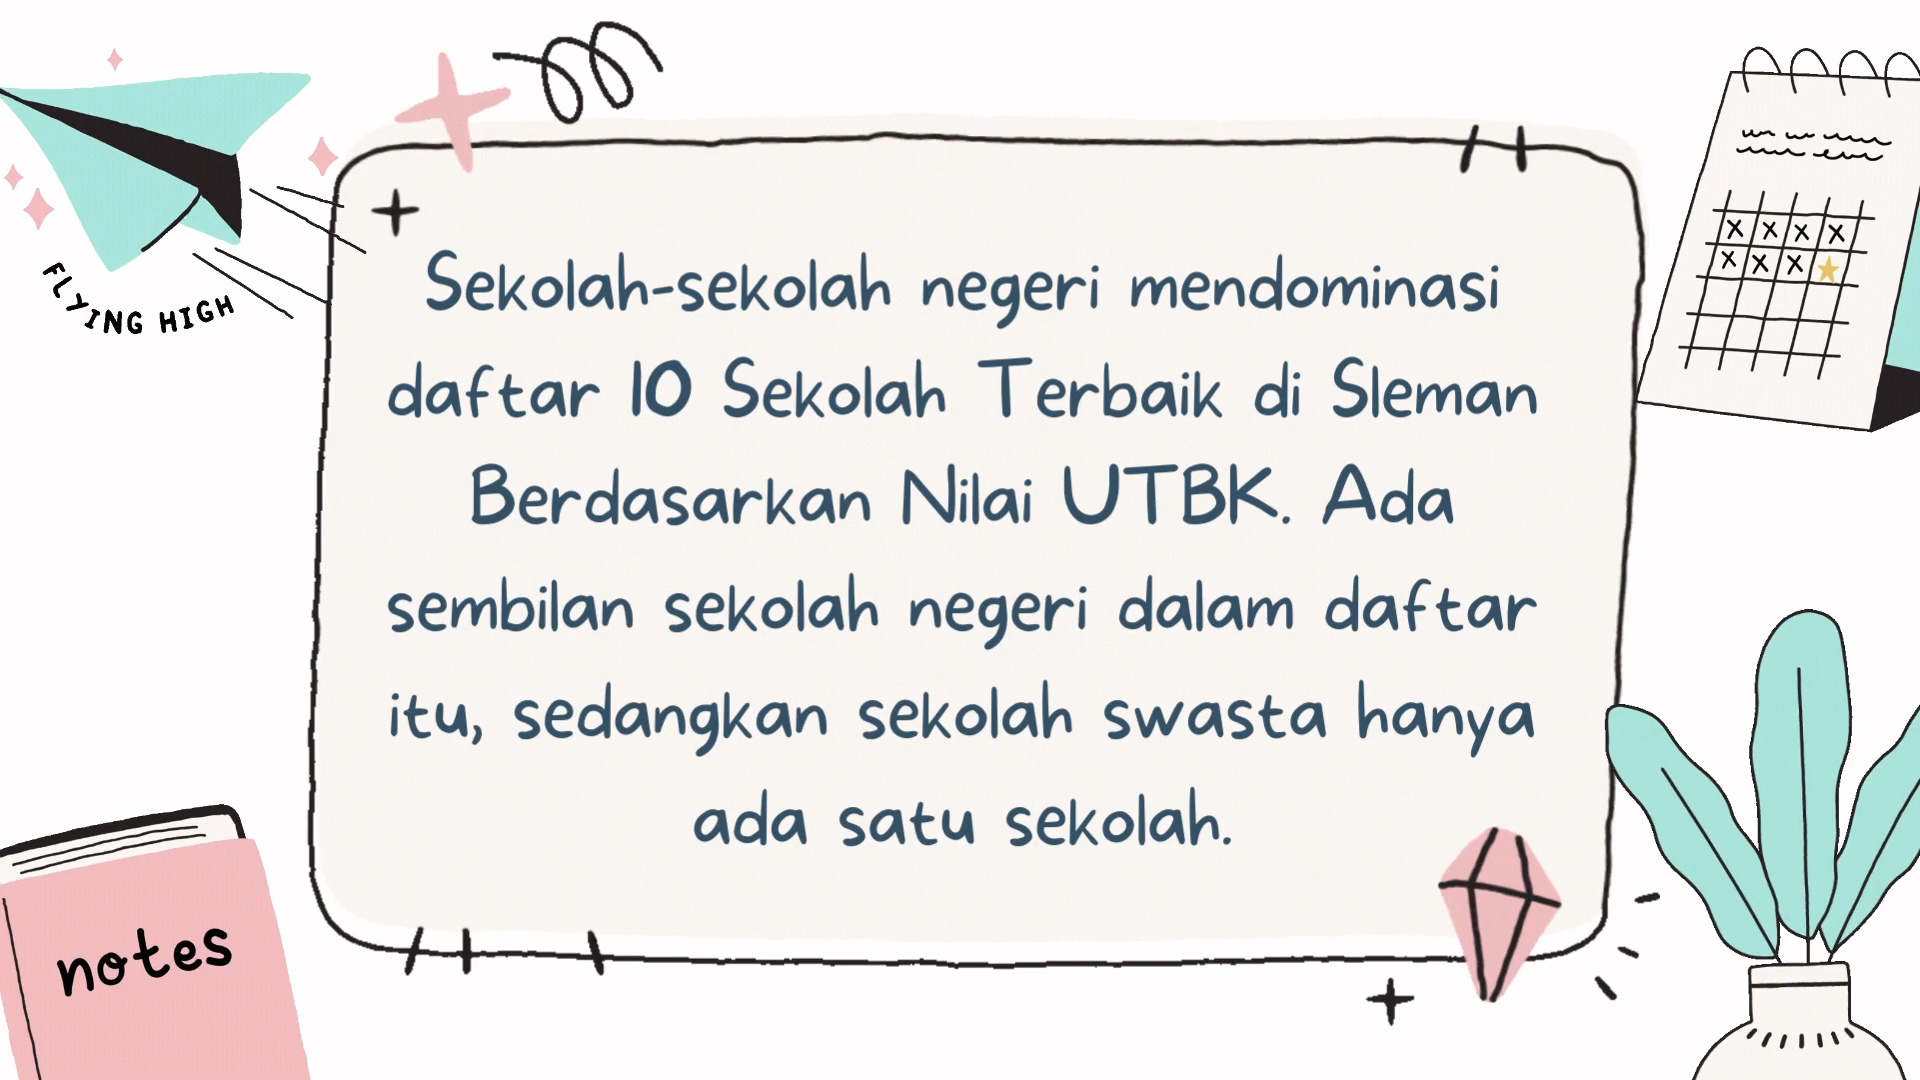 FLYING HIGH
Sekolah-sekolah negeri mendominasi
daftar 10 Sekolah Terbaik di Sleman
Berdasarkan Nilai UTBK. Ada
sembilan sekolah negeri dalam daftar
itu, sedangkan sekolah swasta hanya
ada satu sekolah.
notes